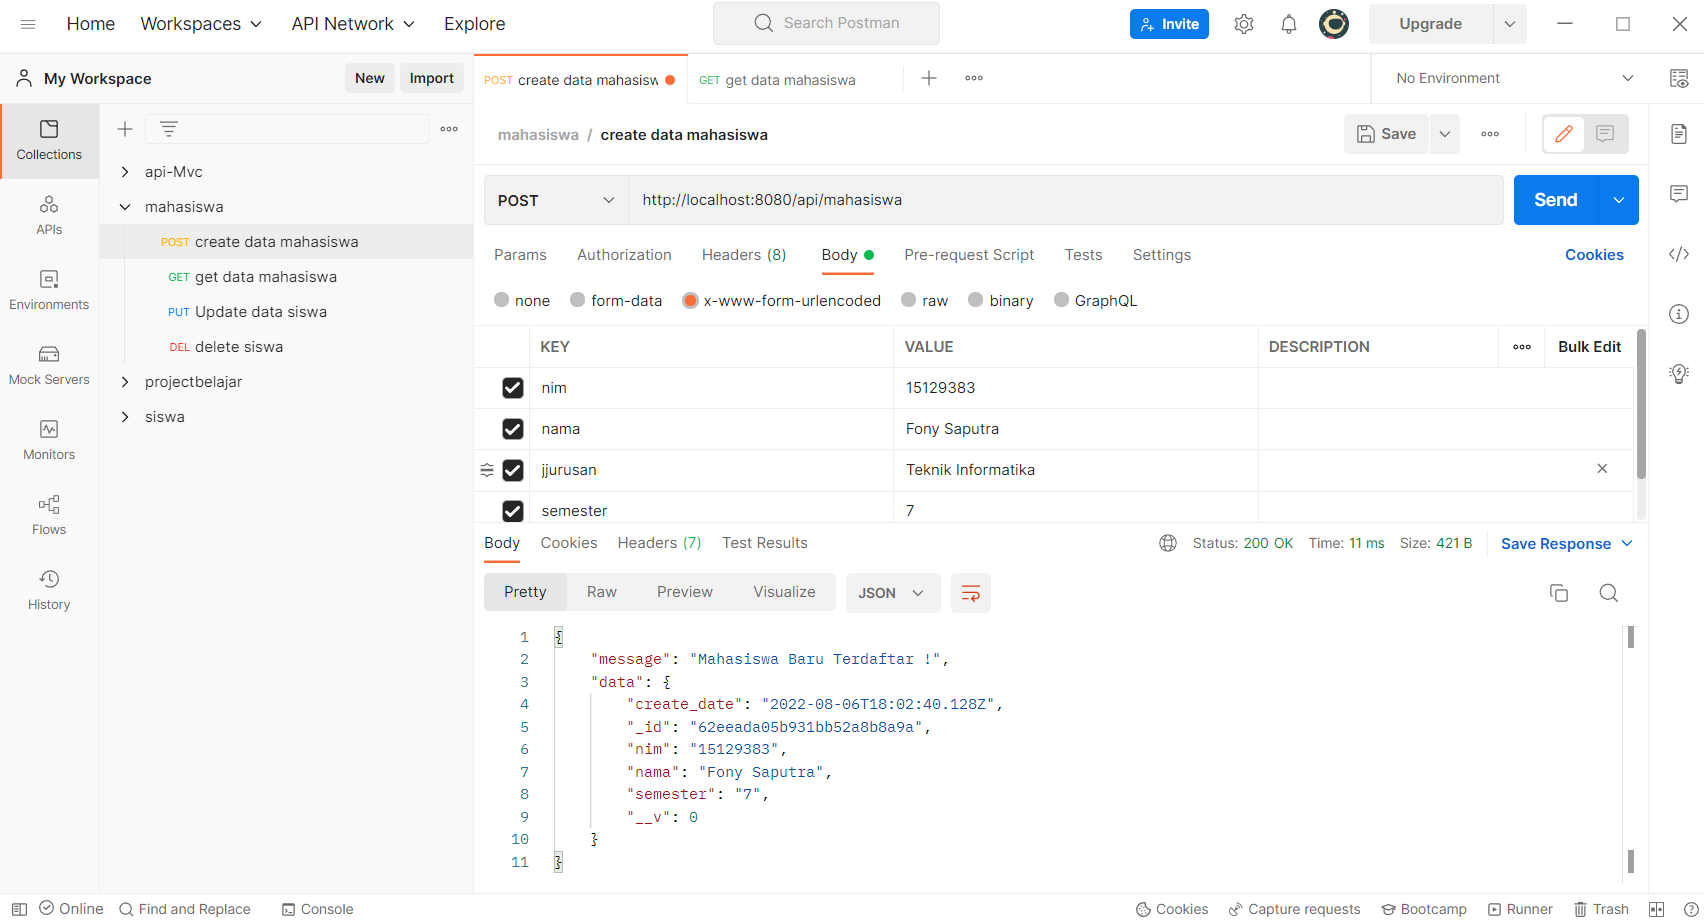 Home Workspaces API Network Explore Search Postman Invite Upgrade
My Workspace New Import POST create data mahasisw GET get data mahasiswa No Environment
Collections
APIs
Environments
Mock Servers
Monitors
Flows
History
api-Mvc
mahasiswa
POST create data mahasiswa
GET get data mahasiswa
PUT Update data siswa
DEL delete siswa
projectbelajar
siswa
mahasiswa / create data mahasiswa Save
POST http://localhost:8080/api/mahasiswa Send
Params Authorization Headers (8) Body Pre-request Script Tests Settings Cookies
none form-data x-www-form-urlencoded raw binary GraphQL
KEY VALUE DESCRIPTION Bulk Edit
nim 15129383
nama Fony Saputra
jjurusan Teknik Informatika
semester 7
Body Cookies Headers (7) Test Results Status: 200 OK Time: 11 ms Size: 421 B Save Response
Pretty Raw Preview Visualize JSON
1 {
2 "message": "Mahasiswa Baru Terdaftar !",
3 "data": {
4 "create_date": "2022-08-06T18:02:40.128Z",
5 "_id": "62eeada05b931bb52a8b8a9a",
6 "nim": "15129383",
7 "nama": "Fony Saputra",
8 "semester": "7",
9 "__v": 0
10 }
11 }
Online Find and Replace Console Cookies Capture requests Bootcamp Runner Trash